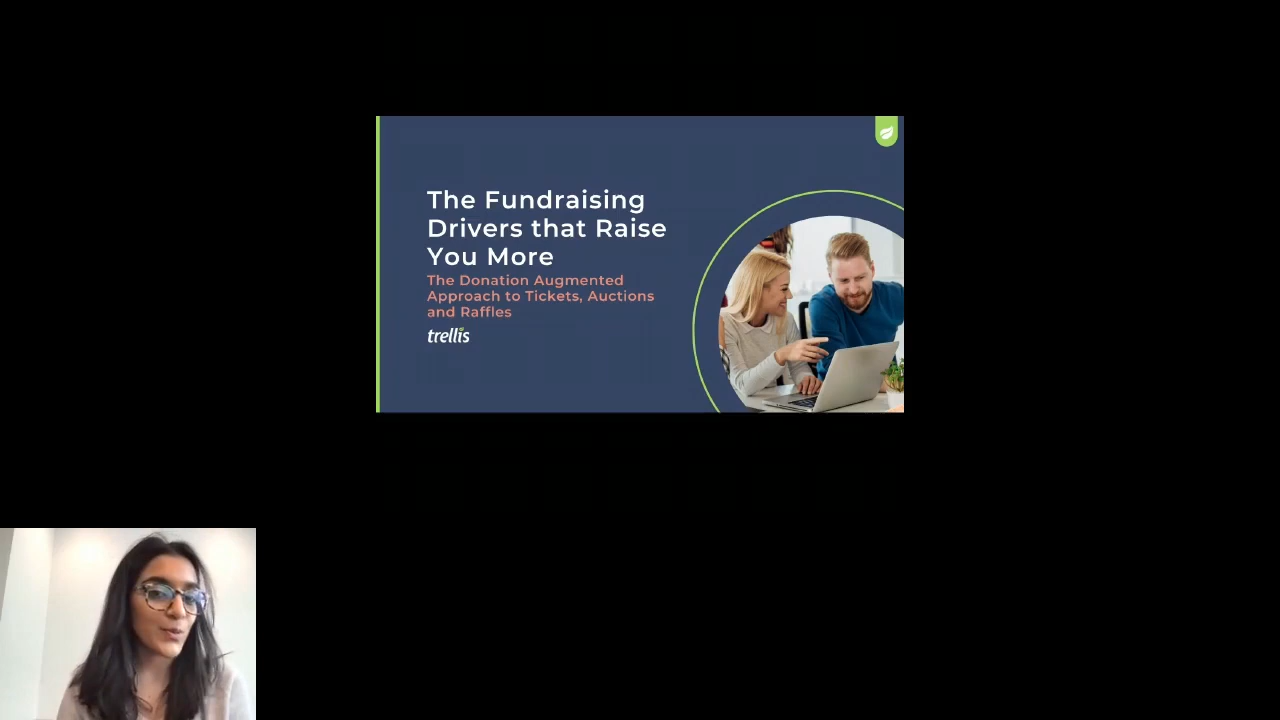 The Fundraising
Drivers that Raise
You More
The Donation Augmented
Approach to Tickets, Auctions
and Raffles
trellis